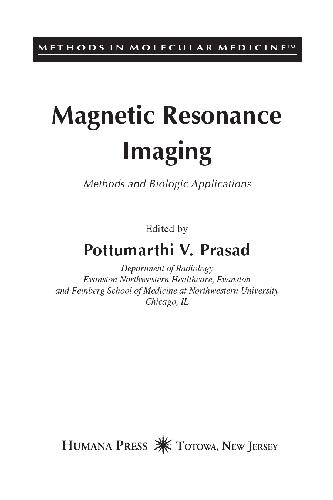 METHODS IN MOLECULAR MEDICINE™
Magnetic Resonance
Imaging
Methods and Biologic Applications
Edited by
Pottumarthi V. Prasad
Department of Radiology
Evanston Northwestern Healthcare, Evanston
and Feinberg School of Medicine at Northwestern University
Chicago, IL
HUMANA PRESS TOTOWA, NEW JERSEY